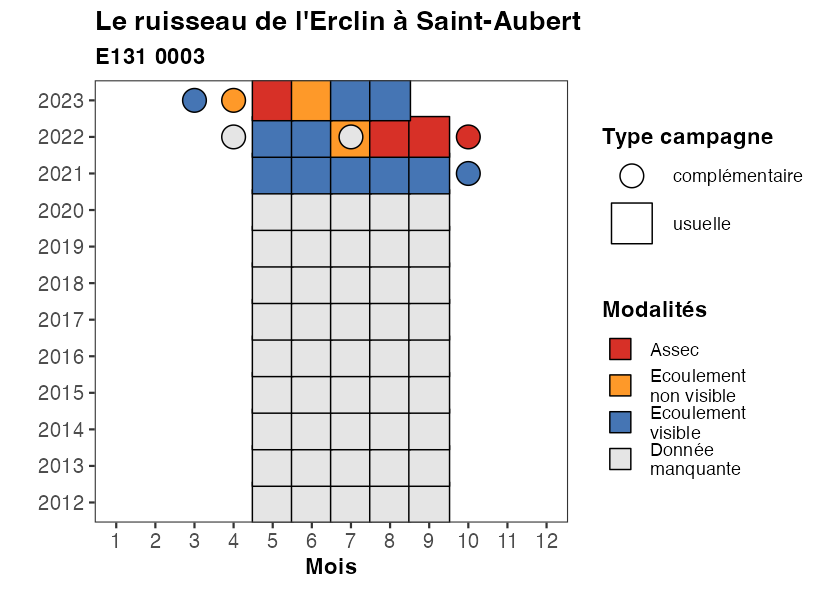 Le ruisseau de l'Erclin à Saint-Aubert
E131 0003
2023
2022
2021
2020
2019
2018
2017
2016
2015
2014
2013
2012
1 2 3 4 5 6 7 8 9 10 11 12
Mois
Type campagne
complémentaire
usuelle
Modalités
Assec
Ecoulement
non visible
Ecoulement
visible
Donnée
manquante